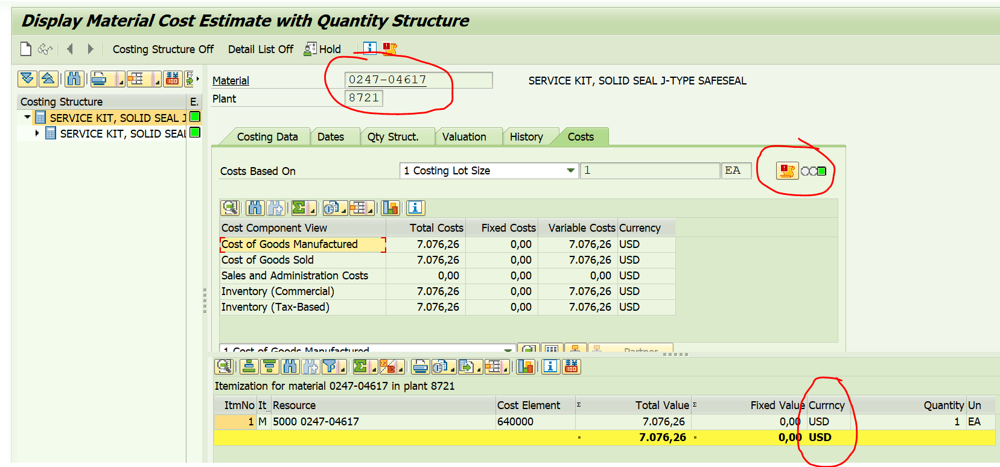 Display Material Cost Estimate with Quantity Structure
Costing Structure Off Detail List Off Hold
Material 0247-04617 SERVICE KIT, SOLID SEAL J-TYPE SAFESEAL
Plant 8721
Costing Structure E.
SERVICE KIT, SOLID SEAL J
SERVICE KIT, SOLID SEAL
Costing Data Dates Qty Struct. Valuation History Costs
Costs Based On 1 Costing Lot Size 1 EA
Cost Component View Total Costs Fixed Costs Variable Costs Currency
Cost of Goods Manufactured 7.076,26 0,00 7.076,26 USD
Cost of Goods Sold 7.076,26 0,00 7.076,26 USD
Sales and Administration Costs 0,00 0,00 0,00 USD
Inventory (Commercial) 7.076,26 0,00 7.076,26 USD
Inventory (Tax-Based) 7.076,26 0,00 7.076,26 USD
1 Cost of Goods Manufactured Partner
Itemization for material 0247-04617 in plant 8721
ItmNo It... Resource Cost Element Σ Total Value Σ Fixed Value Currncy Quantity Un
1 M 5000 0247-04617 640000 7.076,26 0,00 USD 1 EA
▪ 7.076,26 ▪ 0,00 USD